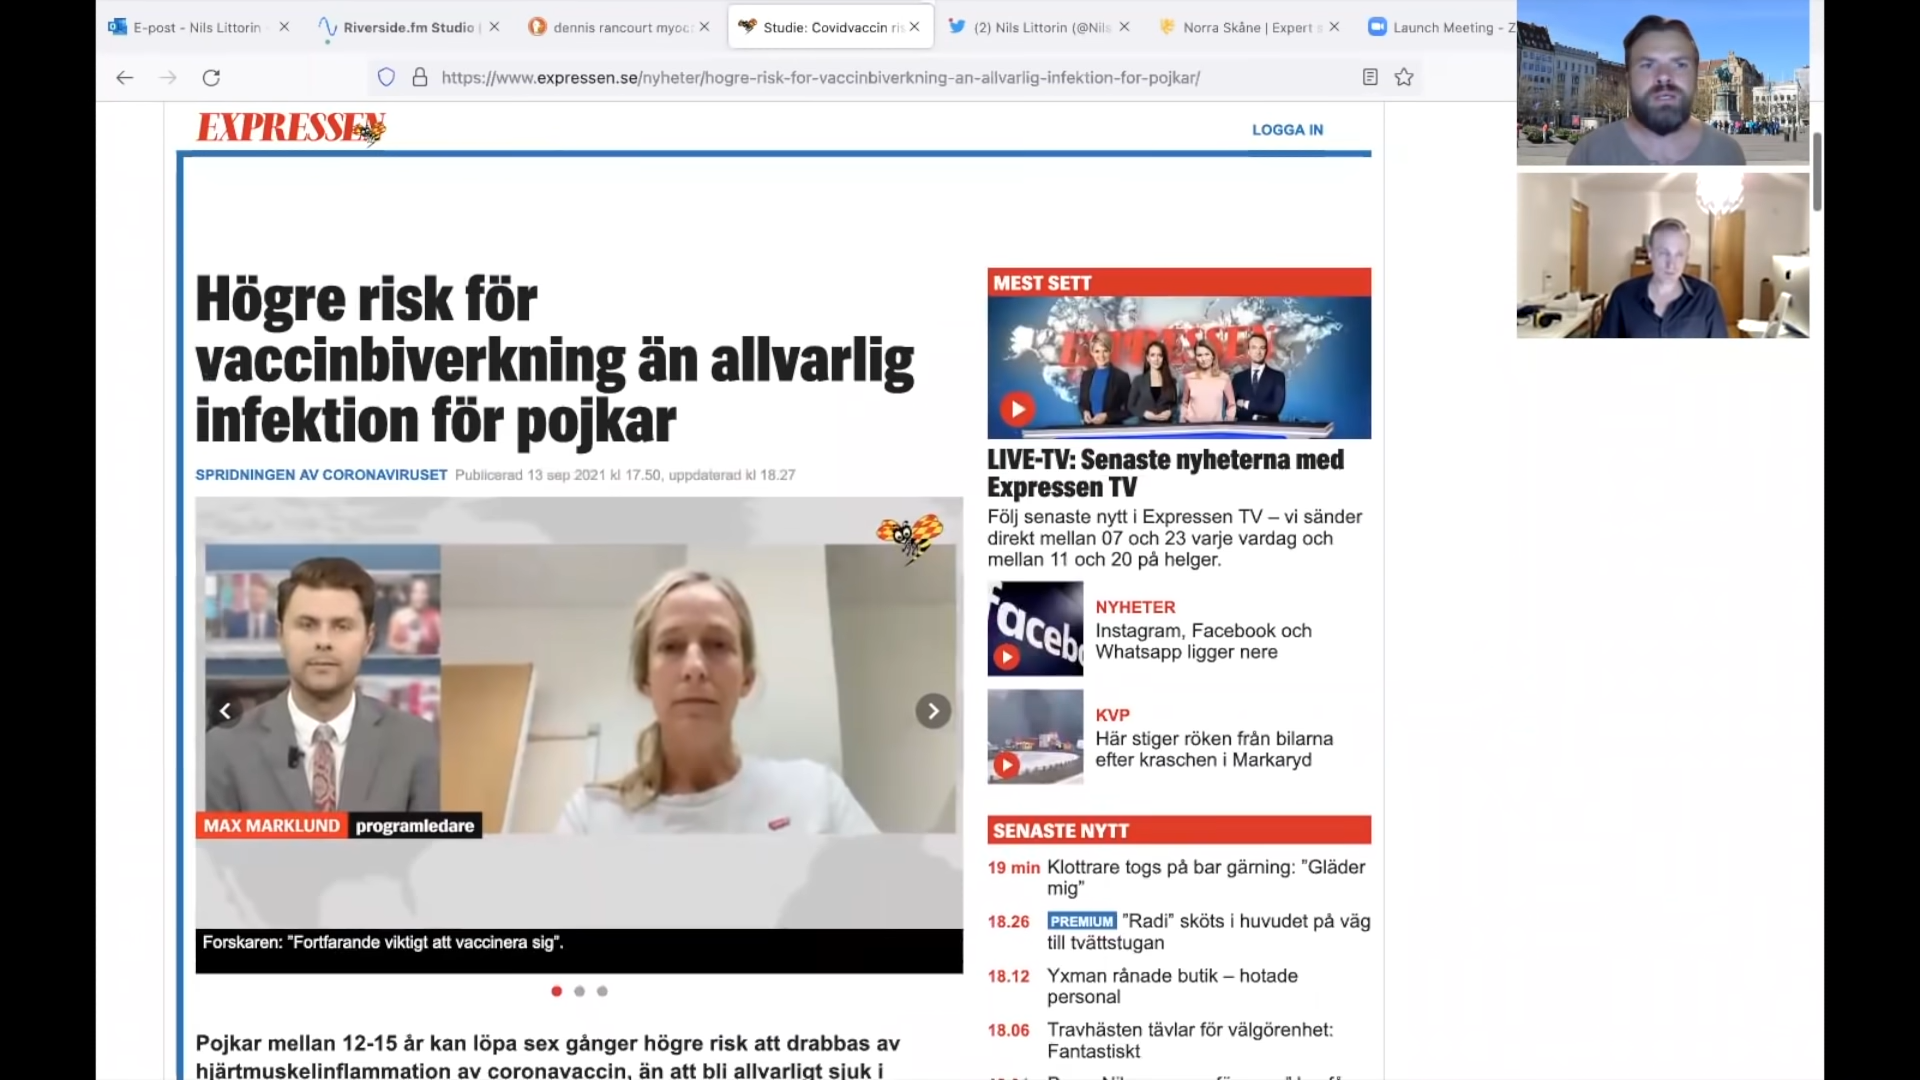 E-post - Nils Littorin
Riverside.fm Studio
dennis rancourt myoc
Studie: Covidvaccin ris
(2) Nils Littorin (@Nils
Norra Skåne | Expert s
Launch Meeting - Z
https://www.expressen.se/nyheter/hogre-risk-for-vaccinbiverkning-an-allvarlig-infektion-for-pojkar/
EXPRESSEN
LOGGA IN
Högre risk för
vaccinbiverkning än allvarlig
infektion för pojkar
SPRIDNINGEN AV CORONAVIRUSET Publicerad 13 sep 2021 kl 17.50, uppdaterad kl 18.27
MAX MARKLUND programledare
Forskaren: ”Fortfarande viktigt att vaccinera sig”.
Pojkar mellan 12-15 år kan löpa sex gånger högre risk att drabbas av
hjärtmuskelinflammation av coronavaccin, än att bli allvarligt sjuk i
MEST SETT
EXPRESSEN
LIVE-TV: Senaste nyheterna med
Expressen TV
Följ senaste nytt i Expressen TV – vi sänder
direkt mellan 07 och 23 varje vardag och
mellan 11 och 20 på helger.
faceb
NYHETER
Instagram, Facebook och
Whatsapp ligger nere
KVP
Här stiger röken från bilarna
efter kraschen i Markaryd
SENASTE NYTT
19 min Klottrare togs på bar gärning: ”Gläder
mig”
18.26 PREMIUM ”Radi” sköts i huvudet på väg
till tvättstugan
18.12 Yxman rånade butik – hotade
personal
18.06 Travhästen tävlar för välgörenhet:
Fantastiskt